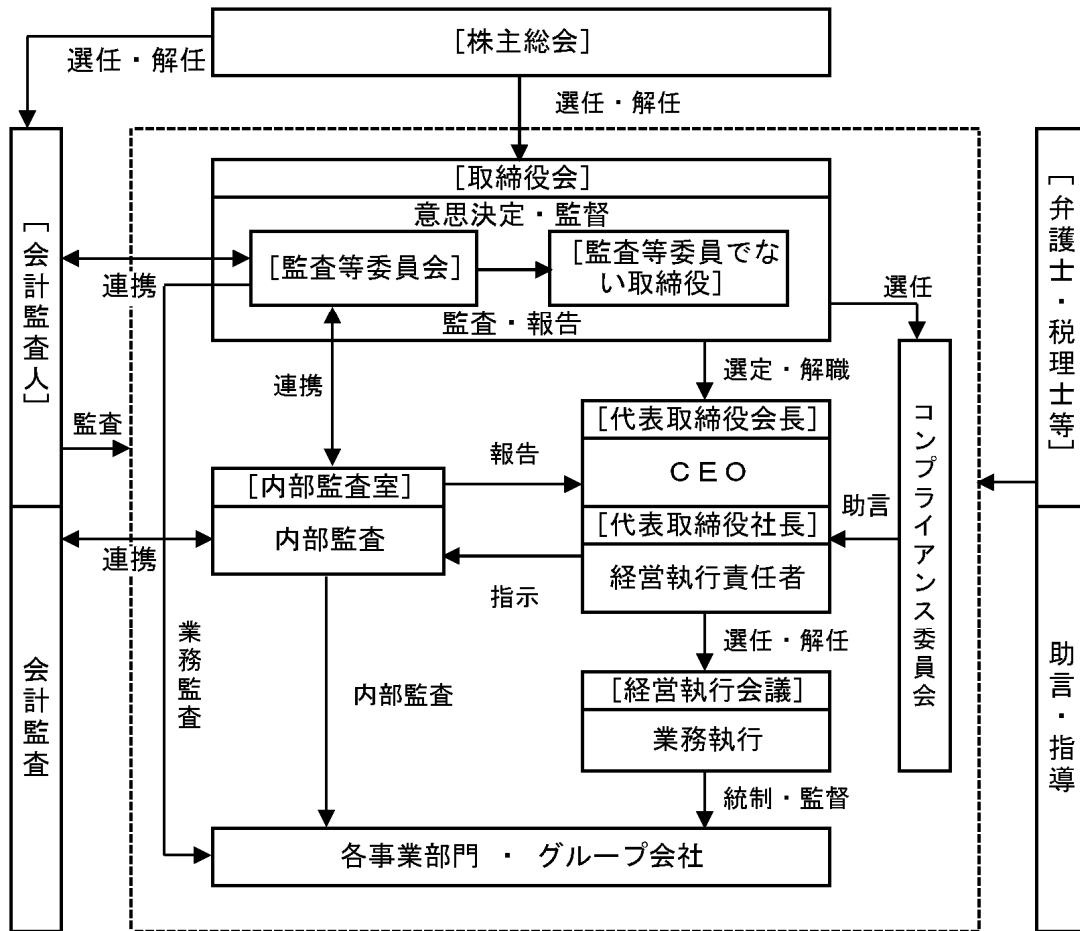 [株主総会]
選任・解任
選任・解任
[会計監査人]
会計監査
[弁護士・税理士等]
助言・指導
[取締役会]
意思決定・監督
[監査等委員会]
[監査等委員でな
い取締役]
監査・報告
連携
選任
連携
選定・解職
監査
コンプライアンス委員会
[代表取締役会長]
CEO
報告
[内部監査室]
内部監査
[代表取締役社長]
経営執行責任者
助言
連携
指示
選任・解任
業務監査
内部監査
[経営執行会議]
業務執行
統制・監督
各事業部門 ・ グループ会社